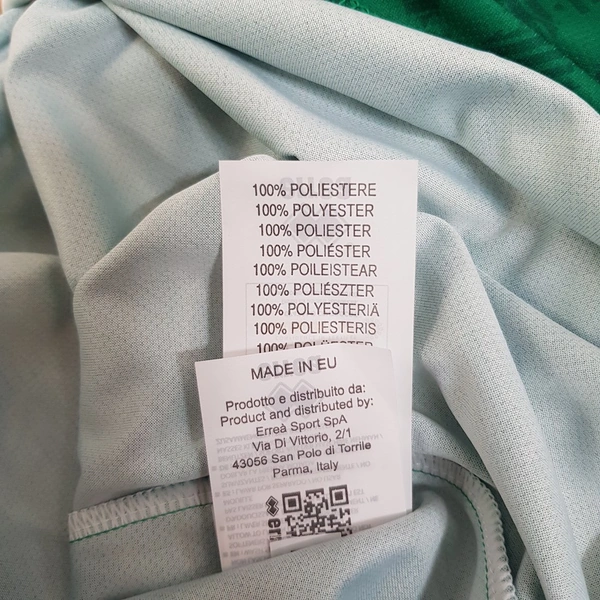 100% POLIESTERE
100% POLYESTER
100% POLIESTER
100% POLIÉSTER
100% POILEISTEAR
100% POLIÉSZTER
100% POLYESTERIÄ
100% POLIESTERIS
100% POLÜESTER
MADE IN EU
Prodotto e distribuito da:
Product and distributed by:
Erreà Sport SpA
Via Di Vittorio, 2/1
43056 San Polo di Torrile
Parma, Italy